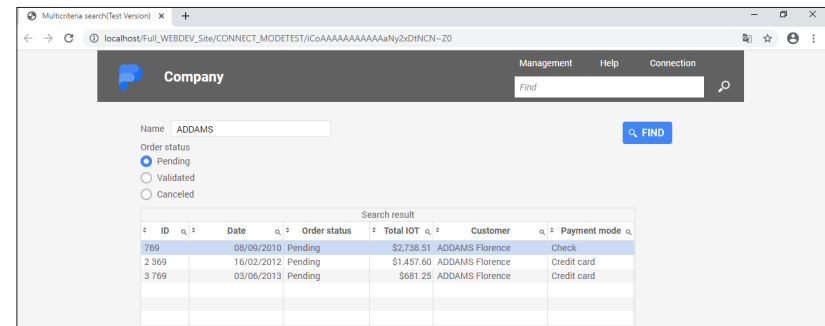 Multicriteria search(Test Version)
localhost/Full_WEBDEV_Site/CONNECT_MODETEST/iCoAAAAAAAAAAaNy2xDtNCN~Z0
Management Help Connection
Company
Find
Name ADDAMS
FIND
Order status
Pending
Validated
Canceled
Search result
ID Date Order status Total IOT Customer Payment mode
769 08/09/2010 Pending $2,738.51 ADDAMS Florence Check
2 369 16/02/2012 Pending $1,457.60 ADDAMS Florence Credit card
3 769 03/06/2013 Pending $681.25 ADDAMS Florence Credit card